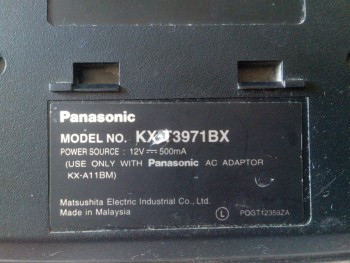 Panasonic
MODEL NO. KX-T3971BX
POWER SOURCE : 12V ⎓ 500mA
(USE ONLY WITH Panasonic AC ADAPTOR
KX-A11BM)
Matsushita Electric Industrial Co., Ltd.
Made in Malaysia
L PQGT12359ZA